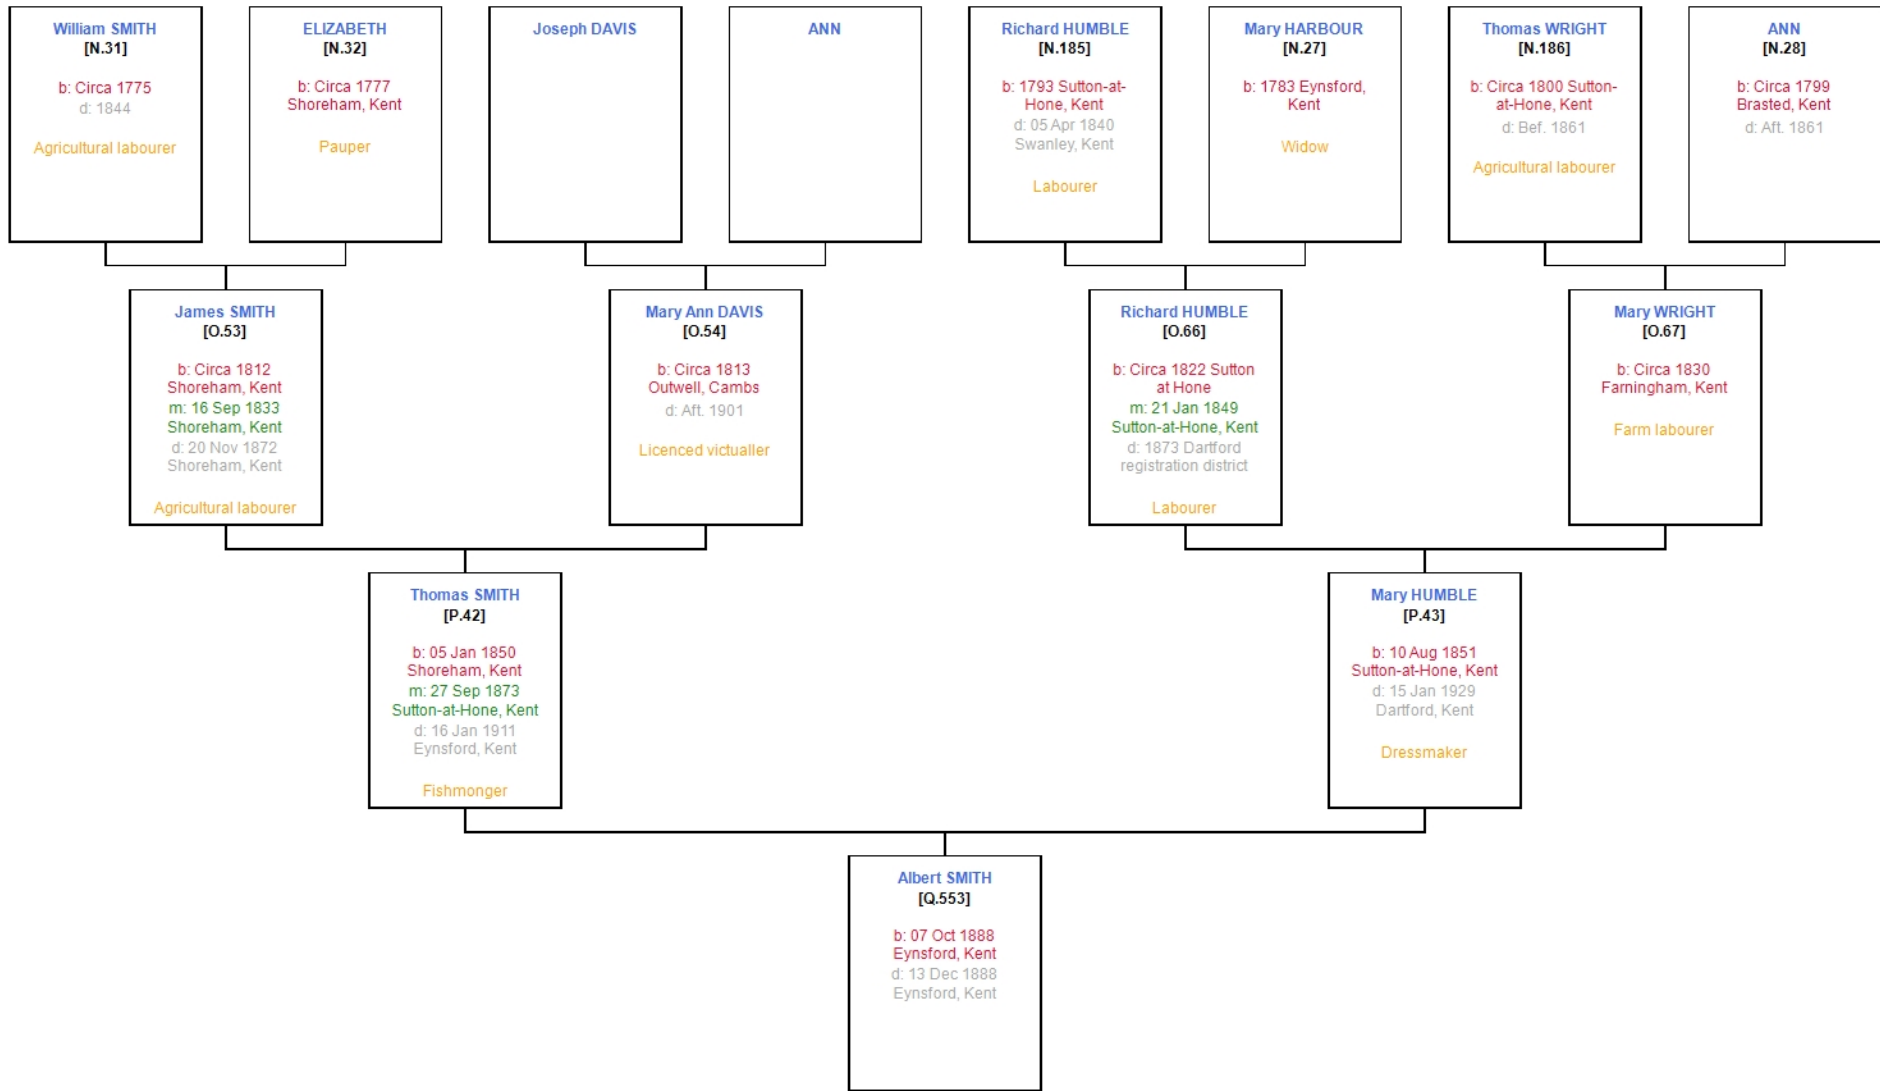 William SMITH
[N.31]
b: Circa 1775
d: 1844
Agricultural labourer
ELIZABETH
[N.32]
b: Circa 1777
Shoreham, Kent
Pauper
Joseph DAVIS
ANN
Richard HUMBLE
[N.185]
b: 1793 Sutton-at-
Hone, Kent
d: 05 Apr 1840
Swanley, Kent
Labourer
Mary HARBOUR
[N.27]
b: 1783 Eynsford,
Kent
Widow
Thomas WRIGHT
[N.186]
b: Circa 1800 Sutton-
at-Hone, Kent
d: Bef. 1861
Agricultural labourer
ANN
[N.28]
b: Circa 1799
Brasted, Kent
d: Aft. 1861
James SMITH
[O.53]
b: Circa 1812
Shoreham, Kent
m: 16 Sep 1833
Shoreham, Kent
d: 20 Nov 1872
Shoreham, Kent
Agricultural labourer
Mary Ann DAVIS
[O.54]
b: Circa 1813
Outwell, Cambs
d: Aft. 1901
Licenced victualler
Richard HUMBLE
[O.66]
b: Circa 1822 Sutton
at Hone
m: 21 Jan 1849
Sutton-at-Hone, Kent
d: 1873 Dartford
registration district
Labourer
Mary WRIGHT
[O.67]
b: Circa 1830
Farningham, Kent
Farm labourer
Thomas SMITH
[P.42]
b: 05 Jan 1850
Shoreham, Kent
m: 27 Sep 1873
Sutton-at-Hone, Kent
d: 16 Jan 1911
Eynsford, Kent
Fishmonger
Mary HUMBLE
[P.43]
b: 10 Aug 1851
Sutton-at-Hone, Kent
d: 15 Jan 1929
Dartford, Kent
Dressmaker
Albert SMITH
[Q.553]
b: 07 Oct 1888
Eynsford, Kent
d: 13 Dec 1888
Eynsford, Kent